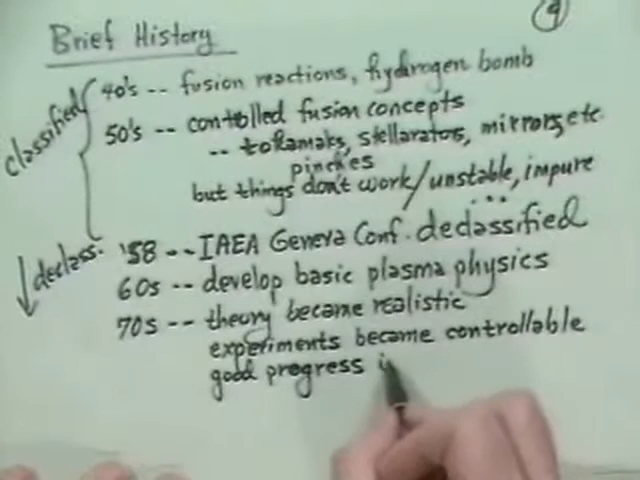 9
Brief History
classified
40's -- fusion reactions, hydrogen bomb
50's -- controlled fusion concepts
-- tokamaks, stellarators, mirrors, etc.
pinches
but things don't work/unstable, impure
...
declass.
'58 -- IAEA Geneva Conf. declassified
60s -- develop basic plasma physics
70s -- theory became realistic
experiments became controllable
good progress i